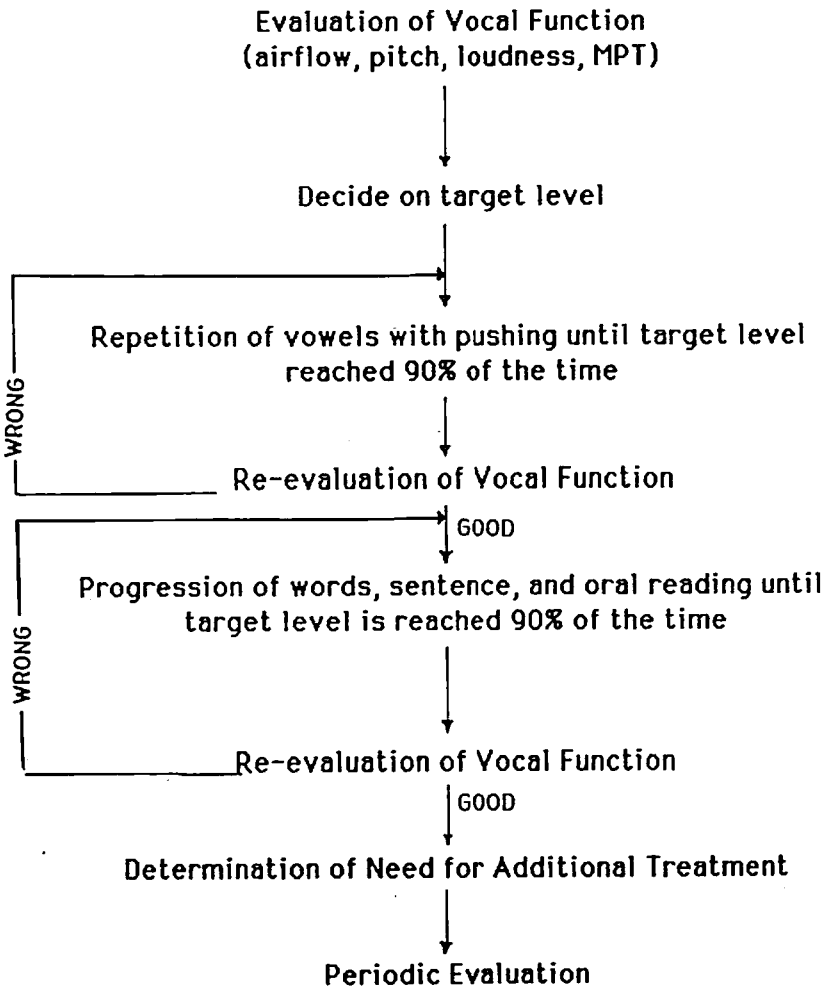 Evaluation of Vocal Function
(airflow, pitch, loudness, MPT)
Decide on target level
Repetition of vowels with pushing until target level
reached 90% of the time
WRONG
Re-evaluation of Vocal Function
GOOD
Progression of words, sentence, and oral reading until
target level is reached 90% of the time
WRONG
Re-evaluation of Vocal Function
GOOD
Determination of Need for Additional Treatment
Periodic Evaluation